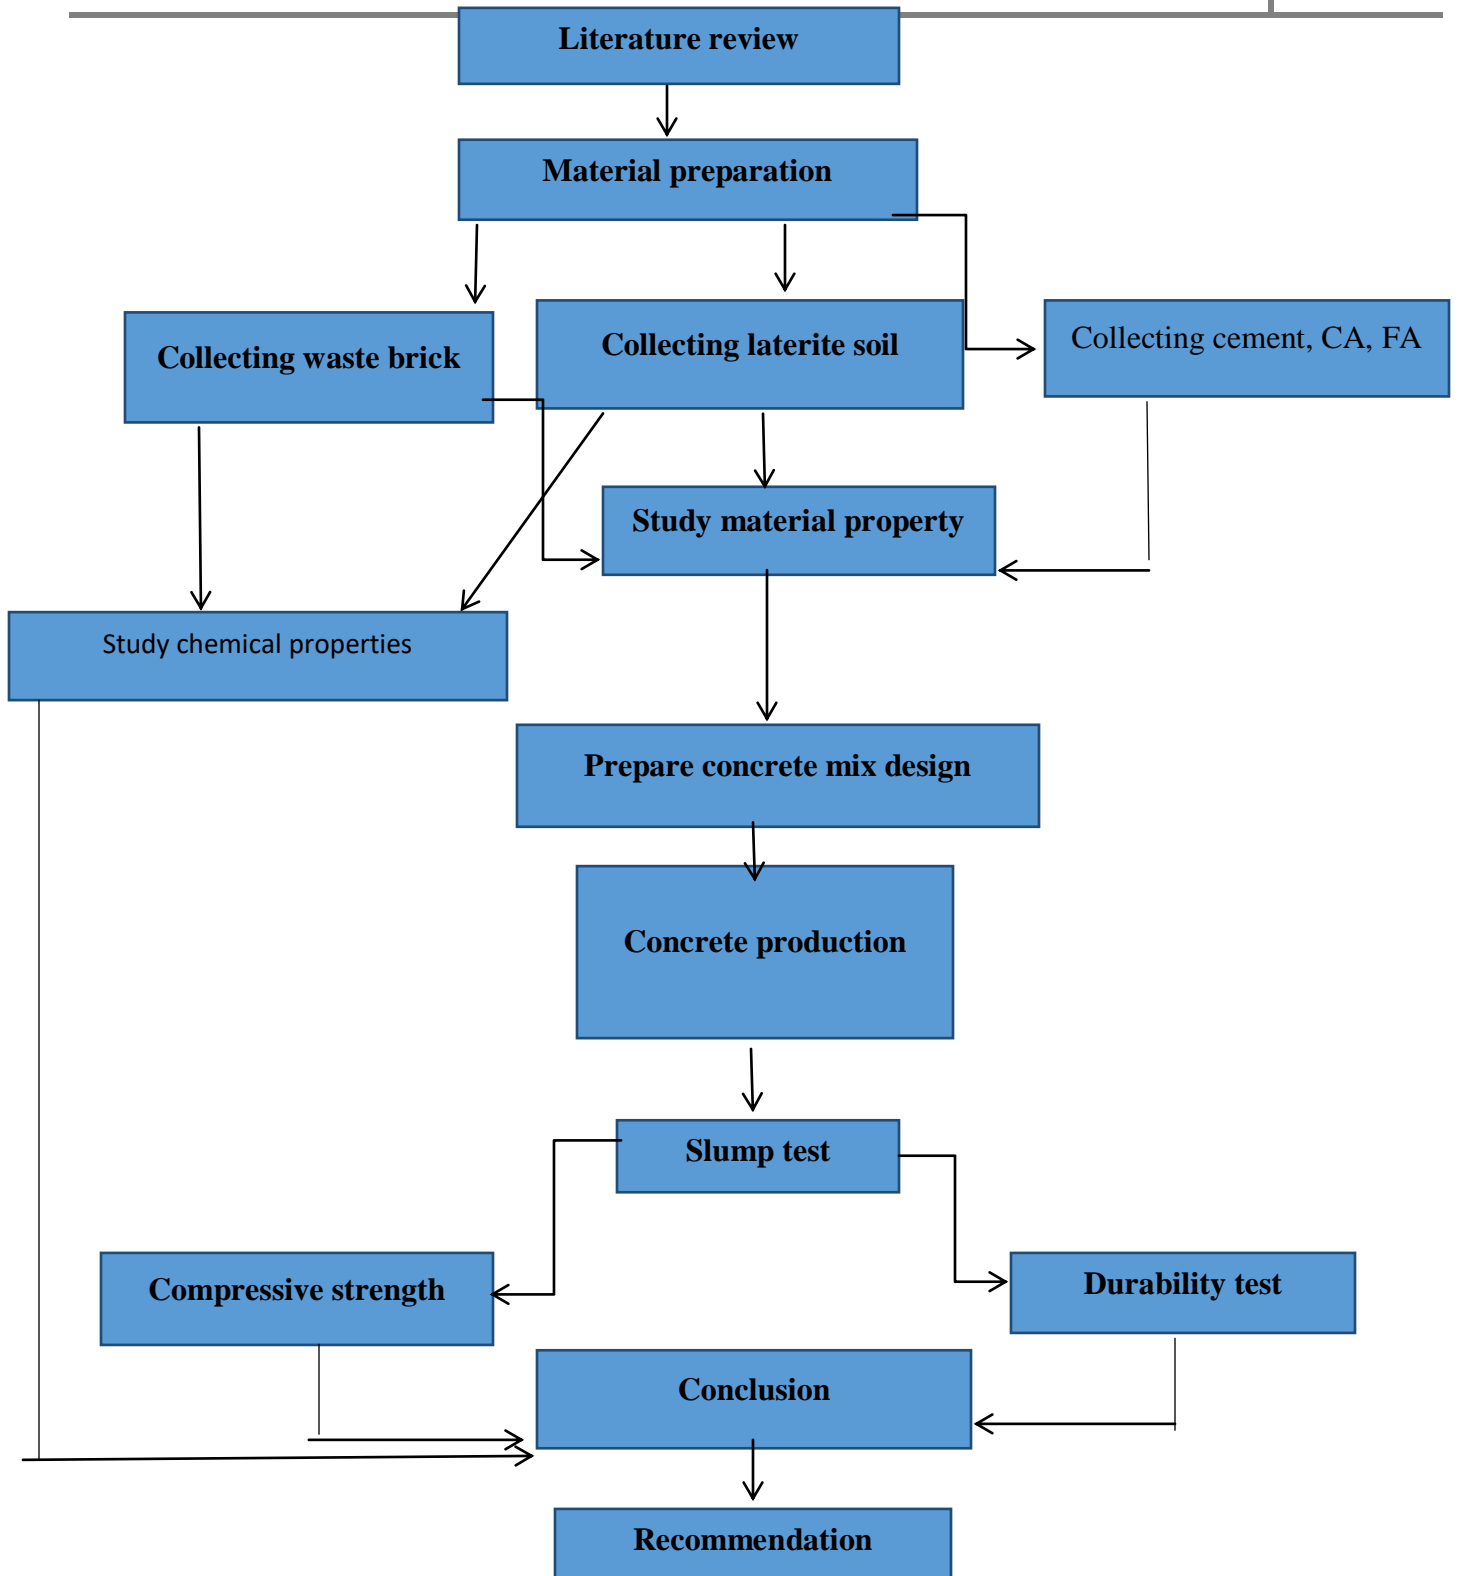 Literature review
Material preparation
Collecting waste brick
Collecting laterite soil
Collecting cement, CA, FA
Study material property
Study chemical properties
Prepare concrete mix design
Concrete production
Slump test
Compressive strength
Durability test
Conclusion
Recommendation